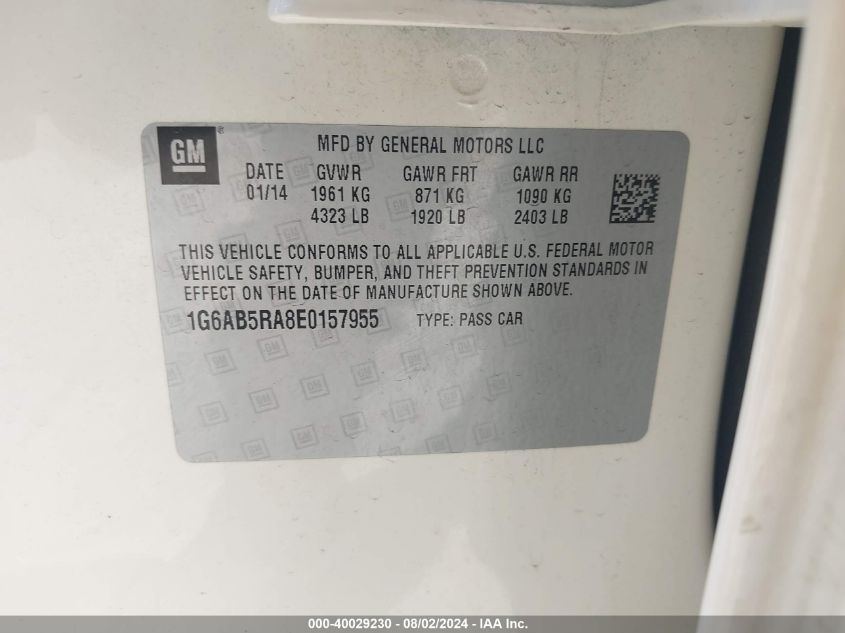 GM
®
MFD BY GENERAL MOTORS LLC
DATE GVWR GAWR FRT GAWR RR
01/14 1961 KG 871 KG 1090 KG
4323 LB 1920 LB 2403 LB
THIS VEHICLE CONFORMS TO ALL APPLICABLE U.S. FEDERAL MOTOR
VEHICLE SAFETY, BUMPER, AND THEFT PREVENTION STANDARDS IN
EFFECT ON THE DATE OF MANUFACTURE SHOWN ABOVE.
1G6AB5RA8E0157955 TYPE: PASS CAR
000-40029230 - 08/02/2024 - IAA Inc.